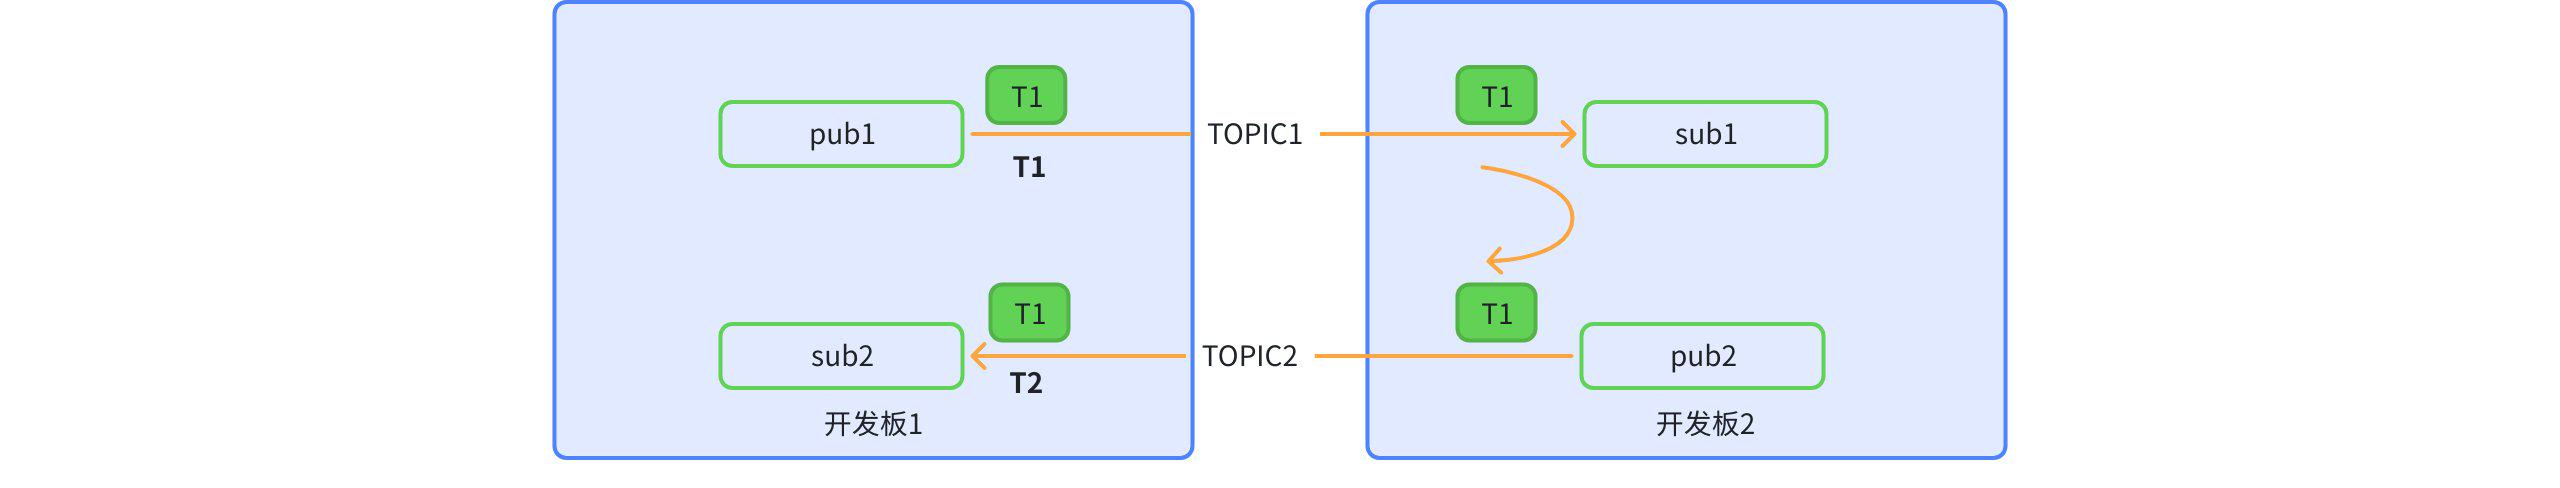 T1
T1
pub1
TOPIC1
sub1
T1
T1
T1
sub2
TOPIC2
pub2
T2
开发板1
开发板2